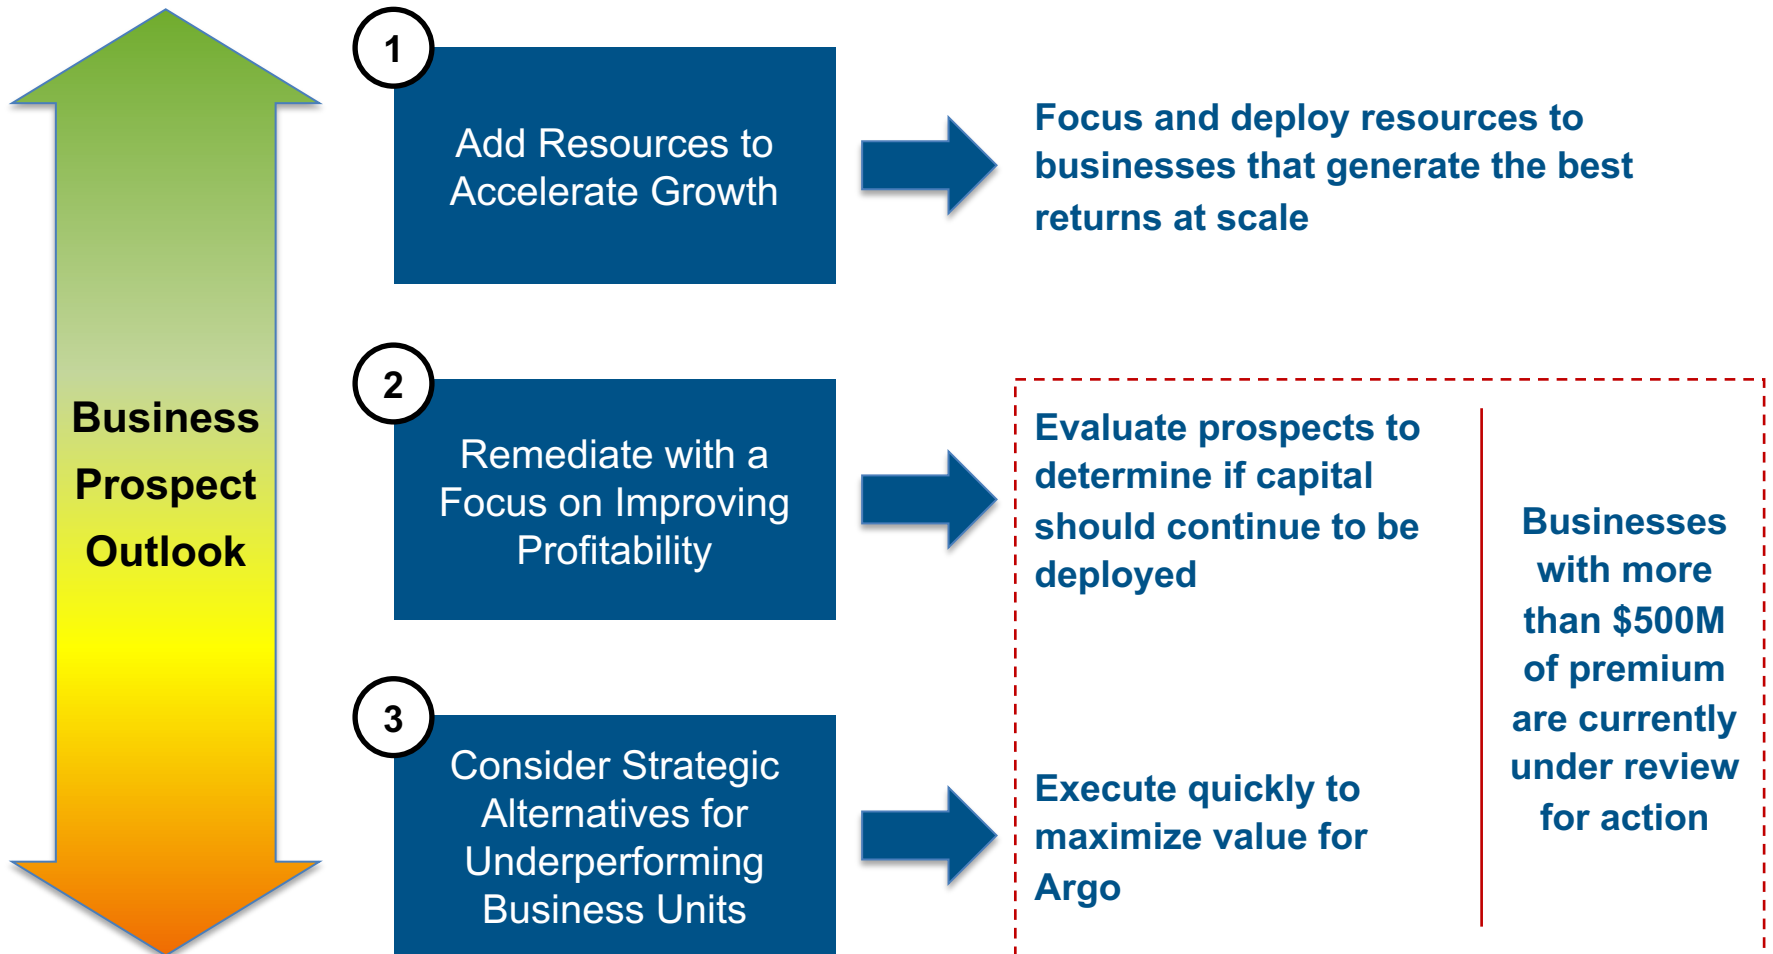 Business
Prospect
Outlook
1
Add Resources to
Accelerate Growth
Focus and deploy resources to
businesses that generate the best
returns at scale
2
Remediate with a
Focus on Improving
Profitability
Evaluate prospects to
determine if capital
should continue to be
deployed
3
Consider Strategic
Alternatives for
Underperforming
Business Units
Execute quickly to
maximize value for
Argo
Businesses
with more
than $500M
of premium
are currently
under review
for action